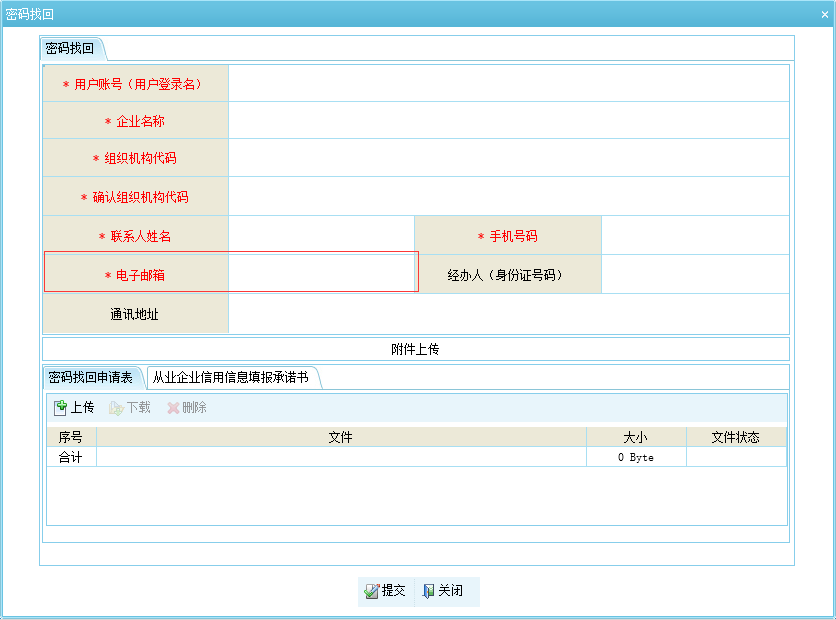 密码找回
密码找回
* 用户账号（用户登录名）
* 企业名称
* 组织机构代码
* 确认组织机构代码
* 联系人姓名 * 手机号码
* 电子邮箱 经办人（身份证号码）
通讯地址
附件上传
密码找回申请表 从业企业信用信息填报承诺书
上传 下载 删除
序号 文件 大小 文件状态
合计 0 Byte
提交 关闭